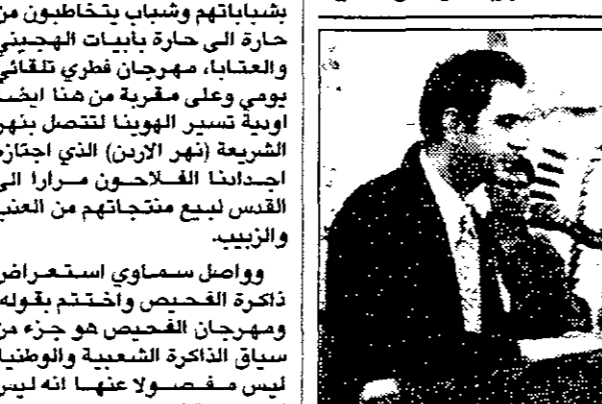 بشباباتهم وشباب يتخاطبون من
حارة الى حارة بأبيات الهجيني
والعتابا، مهرجان فطري تلقائي
يومي وعلى مقربة من هنا ايضا
اودية تسير الهوينا لتتصل بنهر
الشريعة (نهر الاردن) الذي اجتازه
اجدادنا الفلاحون مرارا الى
القدس لبيع منتجاتهم من العنب
والزبيب.
وواصل سماوي استعراض
ذاكرة الفحيص واختتم بقوله
ومهرجان الفحيص هو جزء من
سياق الذاكرة الشعبية والوطنية
ليس مفصولا عنها انه ليس